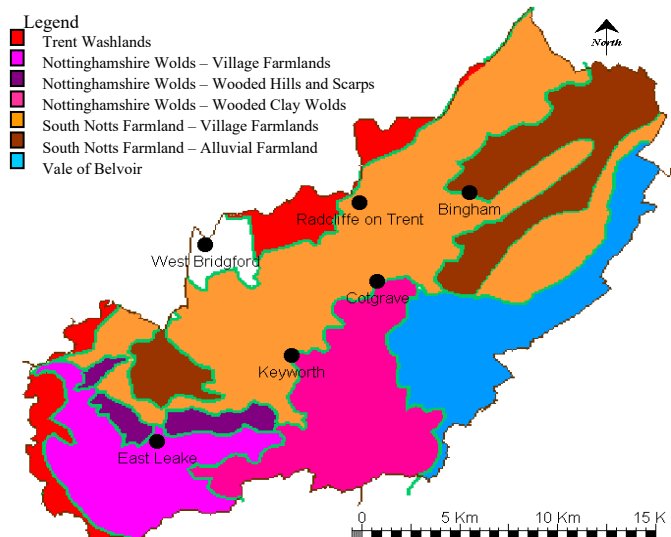 Legend
Trent Washlands
Nottinghamshire Wolds – Village Farmlands
Nottinghamshire Wolds – Wooded Hills and Scarps
Nottinghamshire Wolds – Wooded Clay Wolds
South Notts Farmland – Village Farmlands
South Notts Farmland – Alluvial Farmland
Vale of Belvoir
North
Radcliffe on Trent
Bingham
West Bridgford
Cotgrave
Keyworth
East Leake
0 5 Km 10 Km 15 K